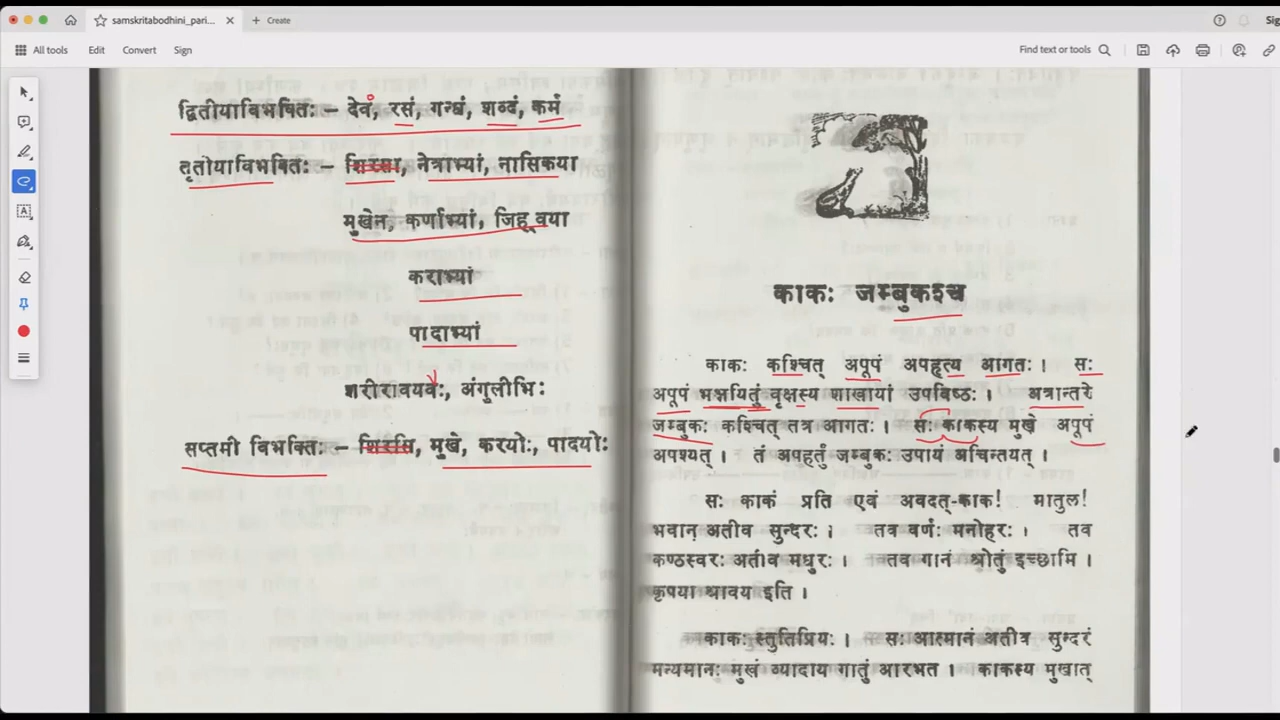 samskritabodhini_pari...
Create
Sig
All tools Edit Convert Sign
Find text or tools
द्वितीयाविभक्तिः – देवं, रसं, गन्धं, शब्दं, कर्मं
तृतीयाविभक्तिः – शिरसा, नेत्राभ्यां, नासिकया
मुखेन, कर्णाभ्यां, जिह्वया
कराभ्यां
पादाभ्यां
शरीरावयवैः, अंगुलीभिः
सप्तमी विभक्तिः – शिरसि, मुखे, करयोः, पादयोः
काकः जम्बुकश्च
काकः कश्चित् अपूपं अपहृत्य आगतः । सः
अपूपं भक्षयितुं वृक्षस्य शाखायां उपविष्ठः । अत्रान्तरे
जम्बुकः कश्चित् तत्र आगतः । सः काकस्य मुखे अपूपं
अपश्यत् । तं अपहर्तुं जम्बुकः उपायं अचिन्तयत् ।
सः काकं प्रति एवं अवदत्-काक! मातुल!
भवान् अतीव सुन्दरः । तव वर्णः मनोहरः । तव
कण्ठस्वरः अतीव मधुरः । तव गानं श्रोतुं इच्छामि ।
कृपया श्रावय इति ।
काकः स्तुतिप्रियः । सः आत्मानं अतीव सुन्दरं
मन्यमानः मुखं व्यादाय गातुं आरभत । काकस्य मुखात्